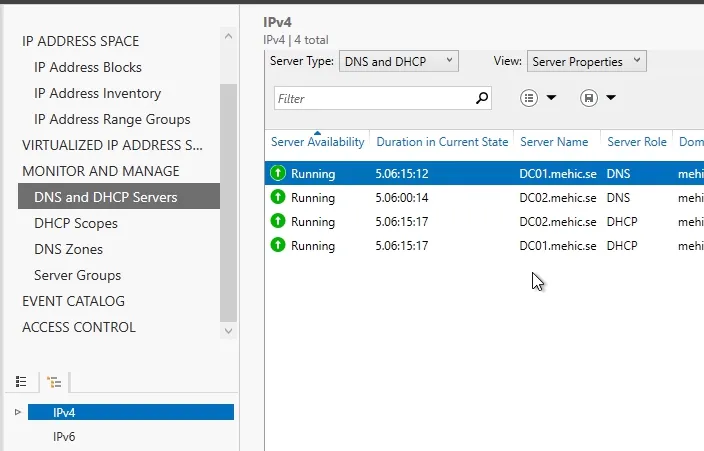 IP ADDRESS SPACE
IP Address Blocks
IP Address Inventory
IP Address Range Groups
VIRTUALIZED IP ADDRESS S...
MONITOR AND MANAGE
DNS and DHCP Servers
DHCP Scopes
DNS Zones
Server Groups
EVENT CATALOG
ACCESS CONTROL
IPv4
IPv6
IPv4
IPv4 | 4 total
Server Type: DNS and DHCP View: Server Properties
Filter
Server Availability Duration in Current State Server Name Server Role Dom
Running 5.06:15:12 DC01.mehic.se DNS mehi
Running 5.06:00:14 DC02.mehic.se DNS mehi
Running 5.06:15:17 DC02.mehic.se DHCP mehi
Running 5.06:15:17 DC01.mehic.se DHCP mehi